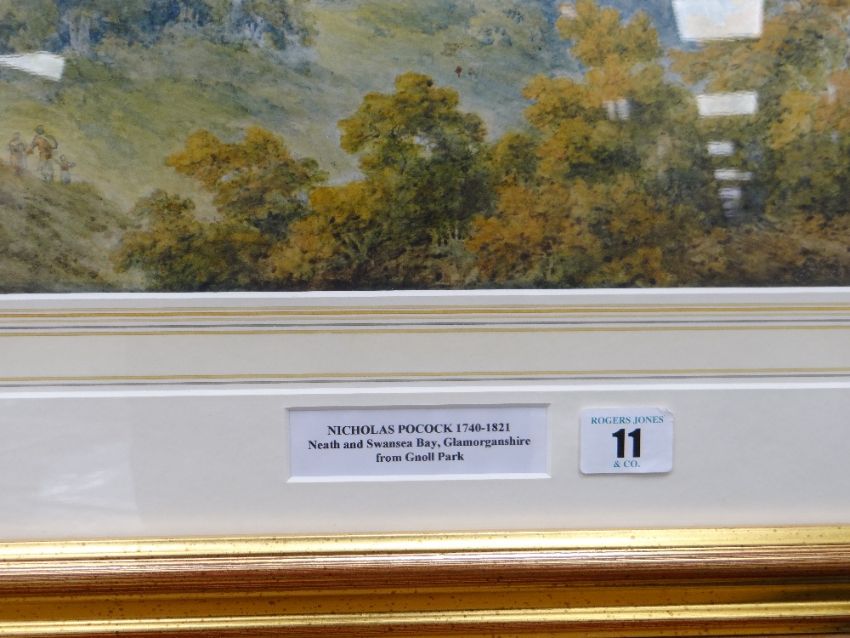 NICHOLAS POCOCK 1740-1821
Neath and Swansea Bay, Glamorganshire
from Gnoll Park
ROGERS JONES
11
& CO.